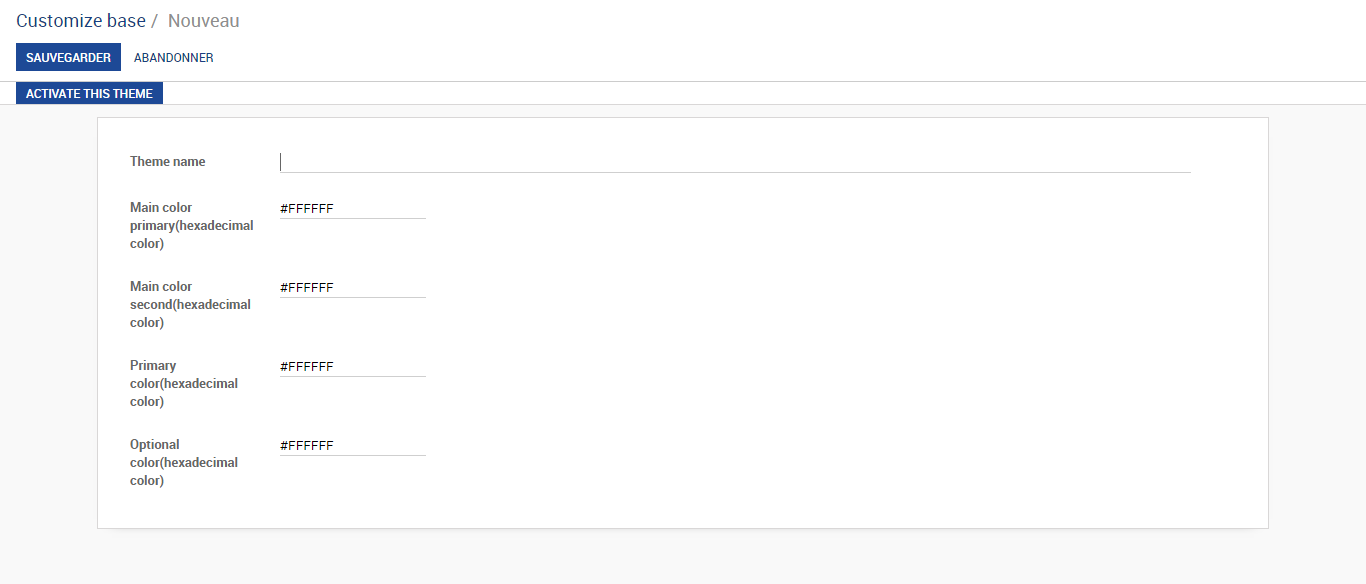 Customize base / Nouveau
SAUVEGARDER ABANDONNER
ACTIVATE THIS THEME
Theme name
Main color
primary(hexadecimal
color)
#FFFFFF
Main color
second(hexadecimal
color)
#FFFFFF
Primary
color(hexadecimal
color)
#FFFFFF
Optional
color(hexadecimal
color)
#FFFFFF